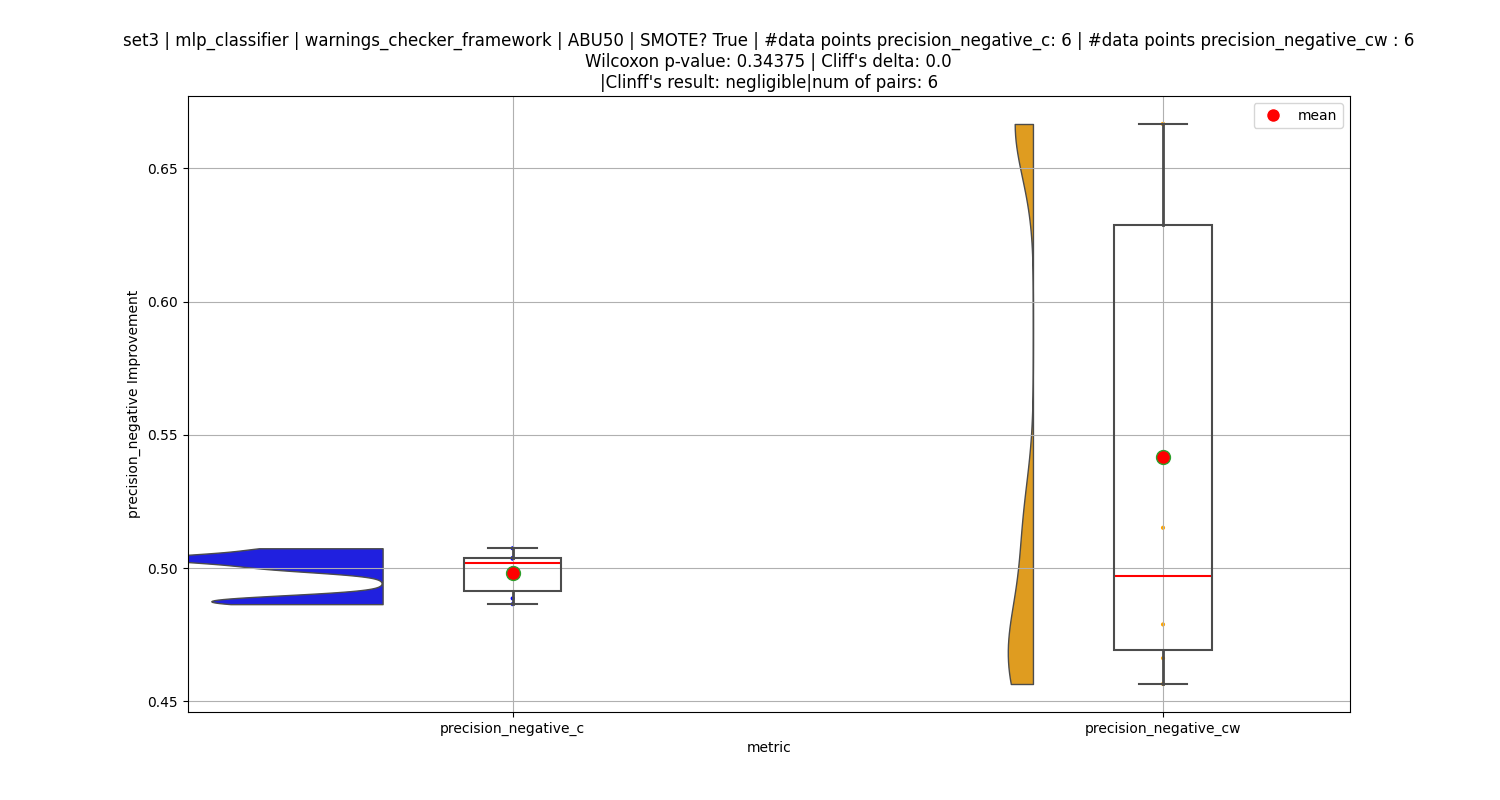 set3 | mlp_classifier | warnings_checker_framework | ABU50 | SMOTE? True | #data points precision_negative_c: 6 | #data points precision_negative_cw : 6
Wilcoxon p-value: 0.34375 | Cliff's delta: 0.0
|Clinff's result: negligible|num of pairs: 6
mean
0.65
0.60
0.55
0.50
0.45
precision_negative Improvement
precision_negative_c
precision_negative_cw
metric